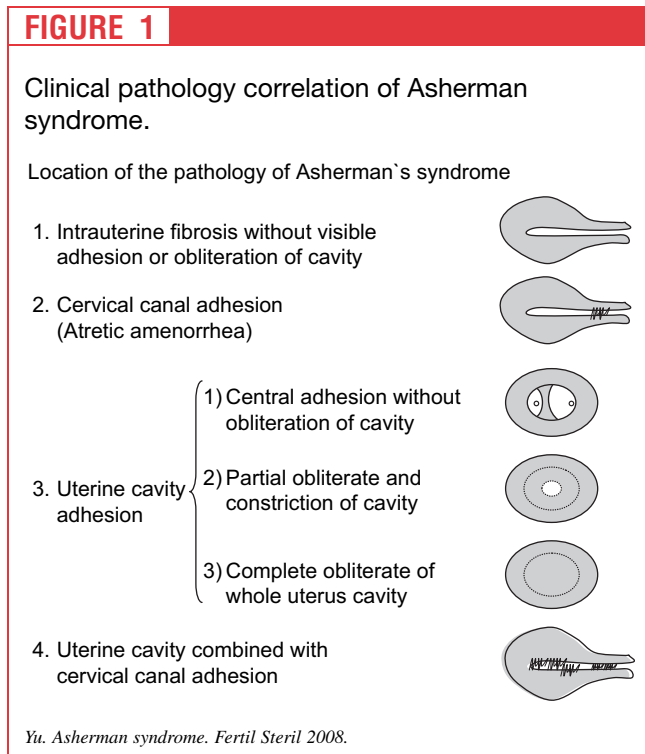 FIGURE 1
Clinical pathology correlation of Asherman
syndrome.
Location of the pathology of Asherman`s syndrome
1. Intrauterine fibrosis without visible
adhesion or obliteration of cavity
2. Cervical canal adhesion
(Atretic amenorrhea)
3. Uterine cavity
adhesion
1) Central adhesion without
obliteration of cavity
2) Partial obliterate and
constriction of cavity
3) Complete obliterate of
whole uterus cavity
4. Uterine cavity combined with
cervical canal adhesion
Yu. Asherman syndrome. Fertil Steril 2008.